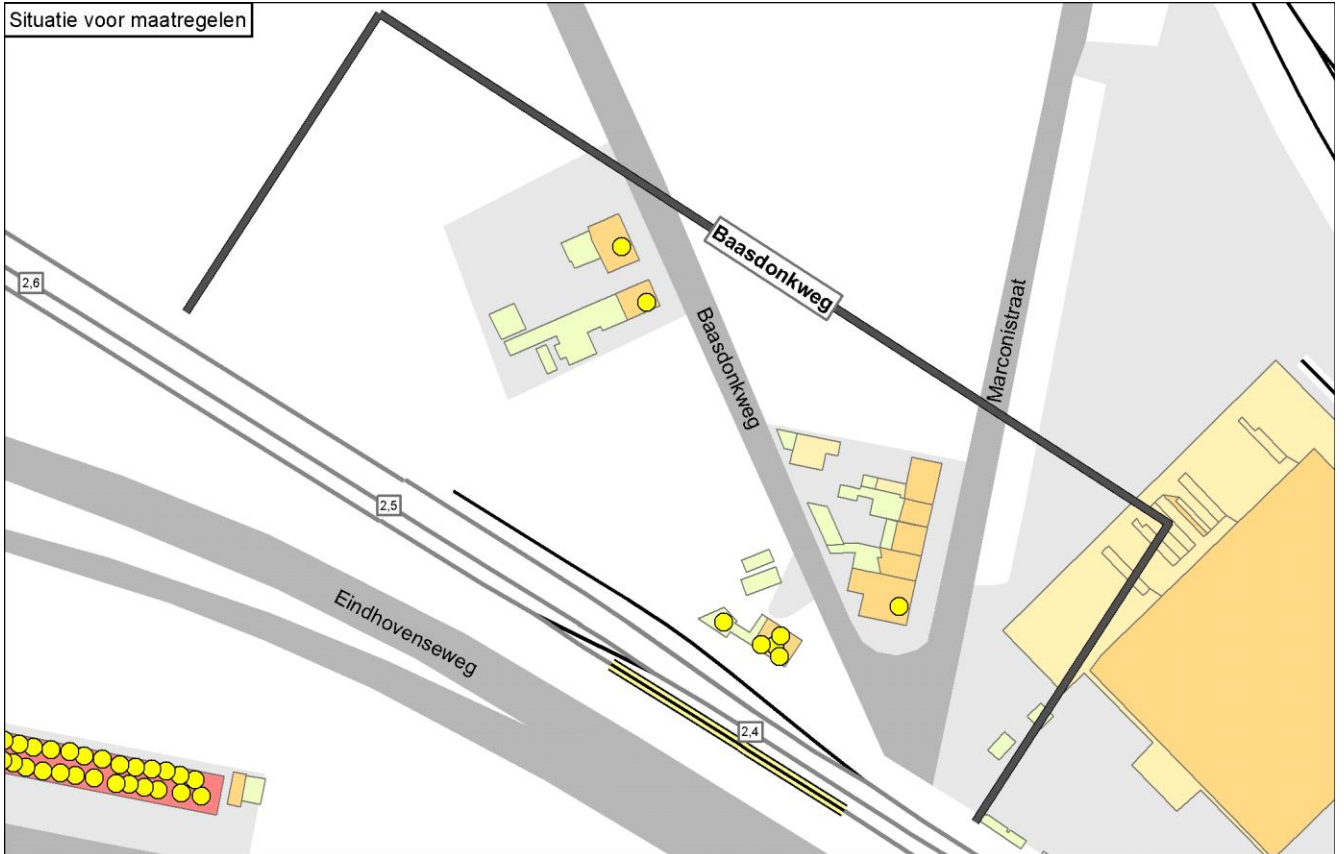 Situatie voor maatregelen
Baasdonkweg
2,6
Baasdonkweg
Marconistraat
2,5
Eindhovenseweg
2,4